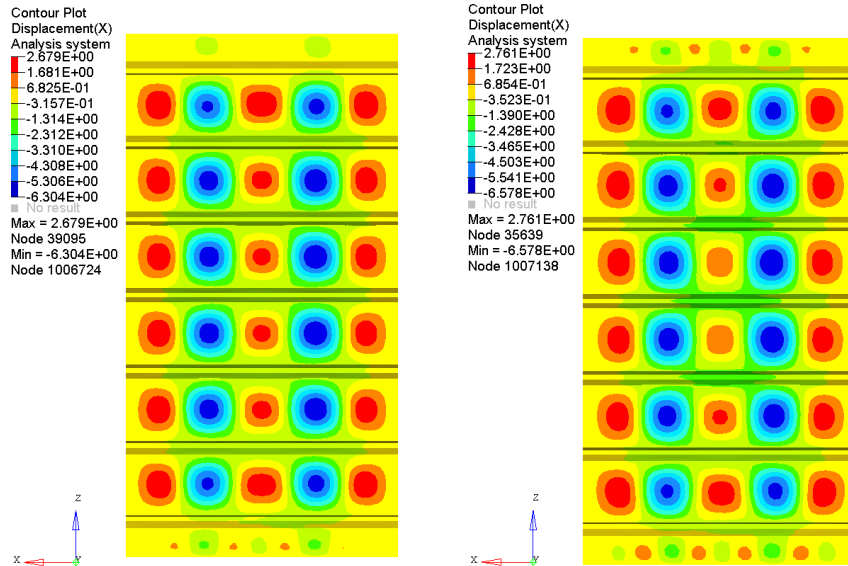 Contour Plot
Displacement(X)
Analysis system
2.679E+00
1.681E+00
6.825E-01
-3.157E-01
-1.314E+00
-2.312E+00
-3.310E+00
-4.308E+00
-5.306E+00
-6.304E+00
No result
Max = 2.679E+00
Node 39095
Min = -6.304E+00
Node 1006724
Z
X
Y
Contour Plot
Displacement(X)
Analysis system
2.761E+00
1.723E+00
6.854E-01
-3.523E-01
-1.390E+00
-2.428E+00
-3.465E+00
-4.503E+00
-5.541E+00
-6.578E+00
No result
Max = 2.761E+00
Node 35639
Min = -6.578E+00
Node 1007138
Z
X
Y